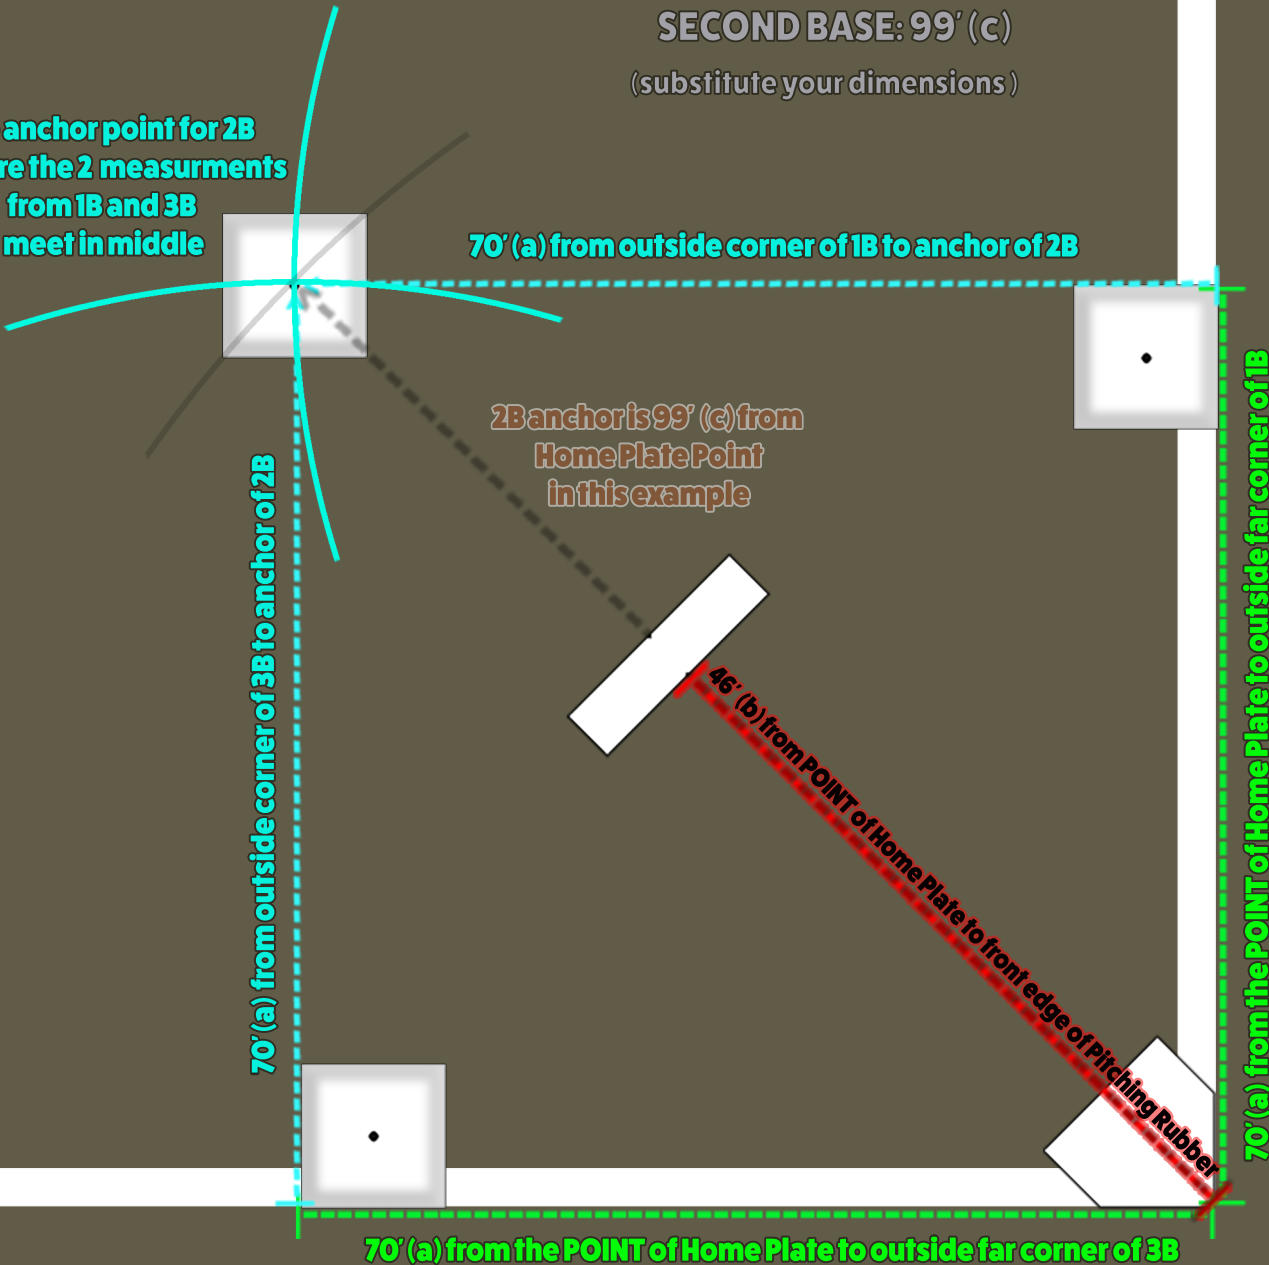 SECOND BASE: 99' (c)
(substitute your dimensions )
anchor point for 2B
re the 2 measurments
from 1B and 3B
meet in middle
70' (a) from outside corner of 1B to anchor of 2B
2B anchor is 99' (c) from
Home Plate Point
in this example
70' (a) from outside corner of 3B to anchor of 2B
46' (b) from POINT of Home Plate to front edge of Pitching Rubber
70' (a) from the POINT of Home Plate to outside far corner of 1B
70' (a) from the POINT of Home Plate to outside far corner of 3B